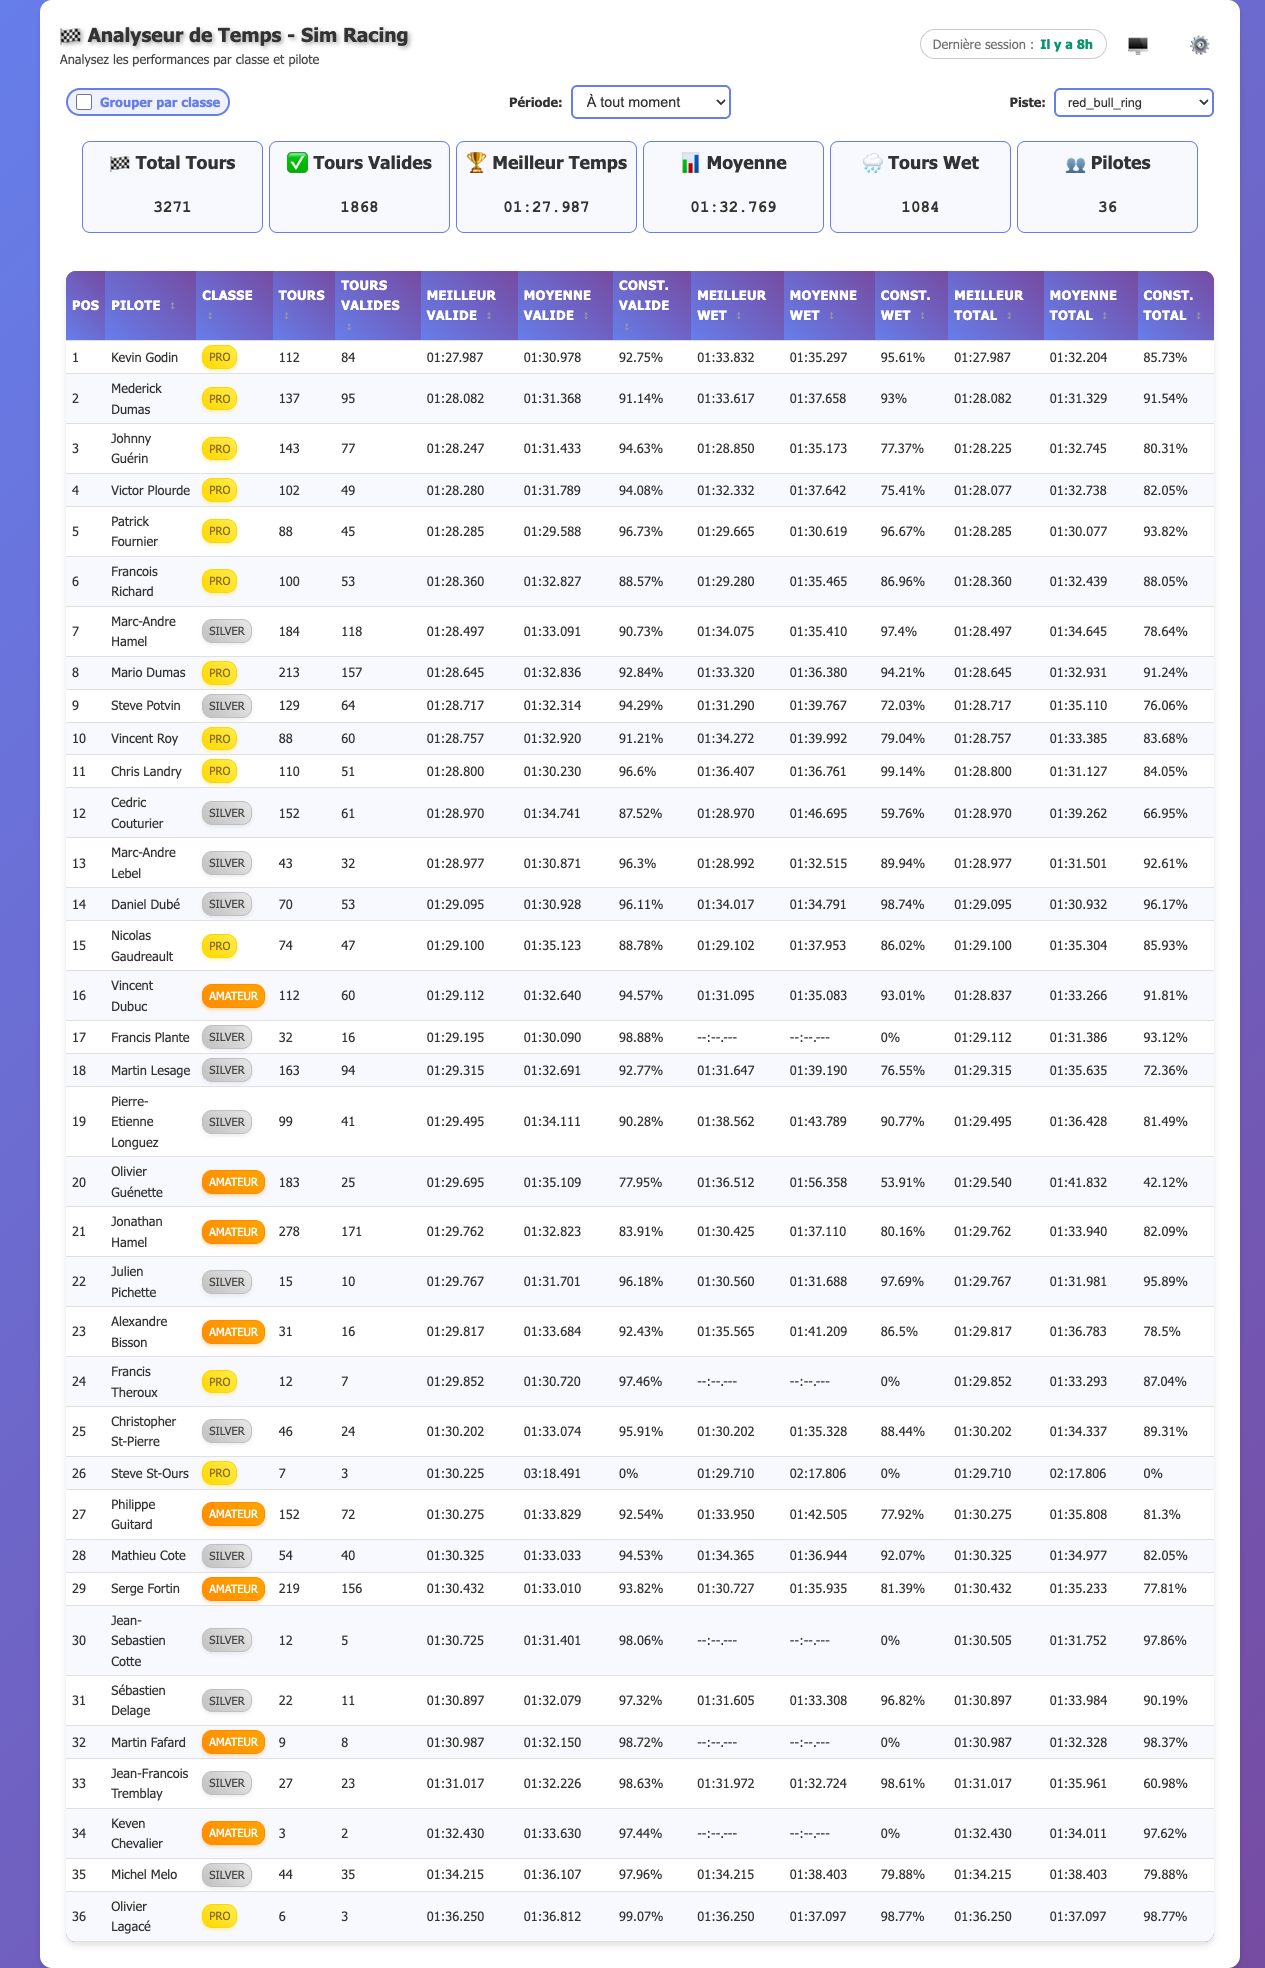 🏁 Analyseur de Temps - Sim Racing
Analysez les performances par classe et pilote
Dernière session : Il y a 8h
Grouper par classe
Période: À tout moment
Piste: red_bull_ring
🏁 Total Tours
3271
✅ Tours Valides
1868
🏆 Meilleur Temps
01:27.987
📊 Moyenne
01:32.769
🌧️ Tours Wet
1084
👥 Pilotes
36
POS PILOTE ↕ CLASSE ↕ TOURS ↕ TOURS VALIDES ↕ MEILLEUR VALIDE ↕ MOYENNE VALIDE ↕ CONST. VALIDE ↕ MEILLEUR WET ↕ MOYENNE WET ↕ CONST. WET ↕ MEILLEUR TOTAL ↕ MOYENNE TOTAL ↕ CONST. TOTAL ↕
1 Kevin Godin PRO 112 84 01:27.987 01:30.978 92.75% 01:33.832 01:35.297 95.61% 01:27.987 01:32.204 85.73%
2 Mederick Dumas PRO 137 95 01:28.082 01:31.368 91.14% 01:33.617 01:37.658 93% 01:28.082 01:31.329 91.54%
3 Johnny Guérin PRO 143 77 01:28.247 01:31.433 94.63% 01:28.850 01:35.173 77.37% 01:28.225 01:32.745 80.31%
4 Victor Plourde PRO 102 49 01:28.280 01:31.789 94.08% 01:32.332 01:37.642 75.41% 01:28.077 01:32.738 82.05%
5 Patrick Fournier PRO 88 45 01:28.285 01:29.588 96.73% 01:29.665 01:30.619 96.67% 01:28.285 01:30.077 93.82%
6 Francois Richard PRO 100 53 01:28.360 01:32.827 88.57% 01:29.280 01:35.465 86.96% 01:28.360 01:32.439 88.05%
7 Marc-Andre Hamel SILVER 184 118 01:28.497 01:33.091 90.73% 01:34.075 01:35.410 97.4% 01:28.497 01:34.645 78.64%
8 Mario Dumas PRO 213 157 01:28.645 01:32.836 92.84% 01:33.320 01:36.380 94.21% 01:28.645 01:32.931 91.24%
9 Steve Potvin SILVER 129 64 01:28.717 01:32.314 94.29% 01:31.290 01:39.767 72.03% 01:28.717 01:35.110 76.06%
10 Vincent Roy PRO 88 60 01:28.757 01:32.920 91.21% 01:34.272 01:39.992 79.04% 01:28.757 01:33.385 83.68%
11 Chris Landry PRO 110 51 01:28.800 01:30.230 96.6% 01:36.407 01:36.761 99.14% 01:28.800 01:31.127 84.05%
12 Cedric Couturier SILVER 152 61 01:28.970 01:34.741 87.52% 01:28.970 01:46.695 59.76% 01:28.970 01:39.262 66.95%
13 Marc-Andre Lebel SILVER 43 32 01:28.977 01:30.871 96.3% 01:28.992 01:32.515 89.94% 01:28.977 01:31.501 92.61%
14 Daniel Dubé SILVER 70 53 01:29.095 01:30.928 96.11% 01:34.017 01:34.791 98.74% 01:29.095 01:30.932 96.17%
15 Nicolas Gaudreault PRO 74 47 01:29.100 01:35.123 88.78% 01:29.102 01:37.953 86.02% 01:29.100 01:35.304 85.93%
16 Vincent Dubuc AMATEUR 112 60 01:29.112 01:32.640 94.57% 01:31.095 01:35.083 93.01% 01:28.837 01:33.266 91.81%
17 Francis Plante SILVER 32 16 01:29.195 01:30.090 98.88% --:--.--- --:--.--- 0% 01:29.112 01:31.386 93.12%
18 Martin Lesage SILVER 163 94 01:29.315 01:32.691 92.77% 01:31.647 01:39.190 76.55% 01:29.315 01:35.635 72.36%
19 Pierre-Etienne Longuez SILVER 99 41 01:29.495 01:34.111 90.28% 01:38.562 01:43.789 90.77% 01:29.495 01:36.428 81.49%
20 Olivier Guénette AMATEUR 183 25 01:29.695 01:35.109 77.95% 01:36.512 01:56.358 53.91% 01:29.540 01:41.832 42.12%
21 Jonathan Hamel AMATEUR 278 171 01:29.762 01:32.823 83.91% 01:30.425 01:37.110 80.16% 01:29.762 01:33.940 82.09%
22 Julien Pichette SILVER 15 10 01:29.767 01:31.701 96.18% 01:30.560 01:31.688 97.69% 01:29.767 01:31.981 95.89%
23 Alexandre Bisson AMATEUR 31 16 01:29.817 01:33.684 92.43% 01:35.565 01:41.209 86.5% 01:29.817 01:36.783 78.5%
24 Francis Theroux PRO 12 7 01:29.852 01:30.720 97.46% --:--.--- --:--.--- 0% 01:29.852 01:33.293 87.04%
25 Christopher St-Pierre SILVER 46 24 01:30.202 01:33.074 95.91% 01:30.202 01:35.328 88.44% 01:30.202 01:34.337 89.31%
26 Steve St-Ours PRO 7 3 01:30.225 03:18.491 0% 01:29.710 02:17.806 0% 01:29.710 02:17.806 0%
27 Philippe Guitard AMATEUR 152 72 01:30.275 01:33.829 92.54% 01:33.950 01:42.505 77.92% 01:30.275 01:35.808 81.3%
28 Mathieu Cote SILVER 54 40 01:30.325 01:33.033 94.53% 01:34.365 01:36.944 92.07% 01:30.325 01:34.977 82.05%
29 Serge Fortin AMATEUR 219 156 01:30.432 01:33.010 93.82% 01:30.727 01:35.935 81.39% 01:30.432 01:35.233 77.81%
30 Jean-Sebastien Cotte SILVER 12 5 01:30.725 01:31.401 98.06% --:--.--- --:--.--- 0% 01:30.505 01:31.752 97.86%
31 Sébastien Delage SILVER 22 11 01:30.897 01:32.079 97.32% 01:31.605 01:33.308 96.82% 01:30.897 01:33.984 90.19%
32 Martin Fafard AMATEUR 9 8 01:30.987 01:32.150 98.72% --:--.--- --:--.--- 0% 01:30.987 01:32.328 98.37%
33 Jean-Francois Tremblay SILVER 27 23 01:31.017 01:32.226 98.63% 01:31.972 01:32.724 98.61% 01:31.017 01:35.961 60.98%
34 Keven Chevalier AMATEUR 3 2 01:32.430 01:33.630 97.44% --:--.--- --:--.--- 0% 01:32.430 01:34.011 97.62%
35 Michel Melo SILVER 44 35 01:34.215 01:36.107 97.96% 01:34.215 01:38.403 79.88% 01:34.215 01:38.403 79.88%
36 Olivier Lagacé PRO 6 3 01:36.250 01:36.812 99.07% 01:36.250 01:37.097 98.77% 01:36.250 01:37.097 98.77%